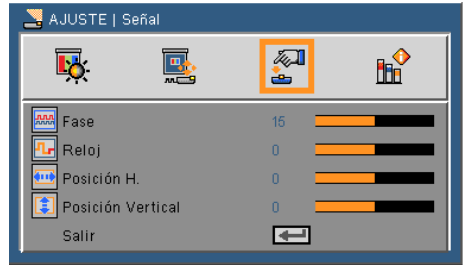 AJUSTE | Señal
Fase 15
Reloj 0
Posición H. 0
Posición Vertical 0
Salir